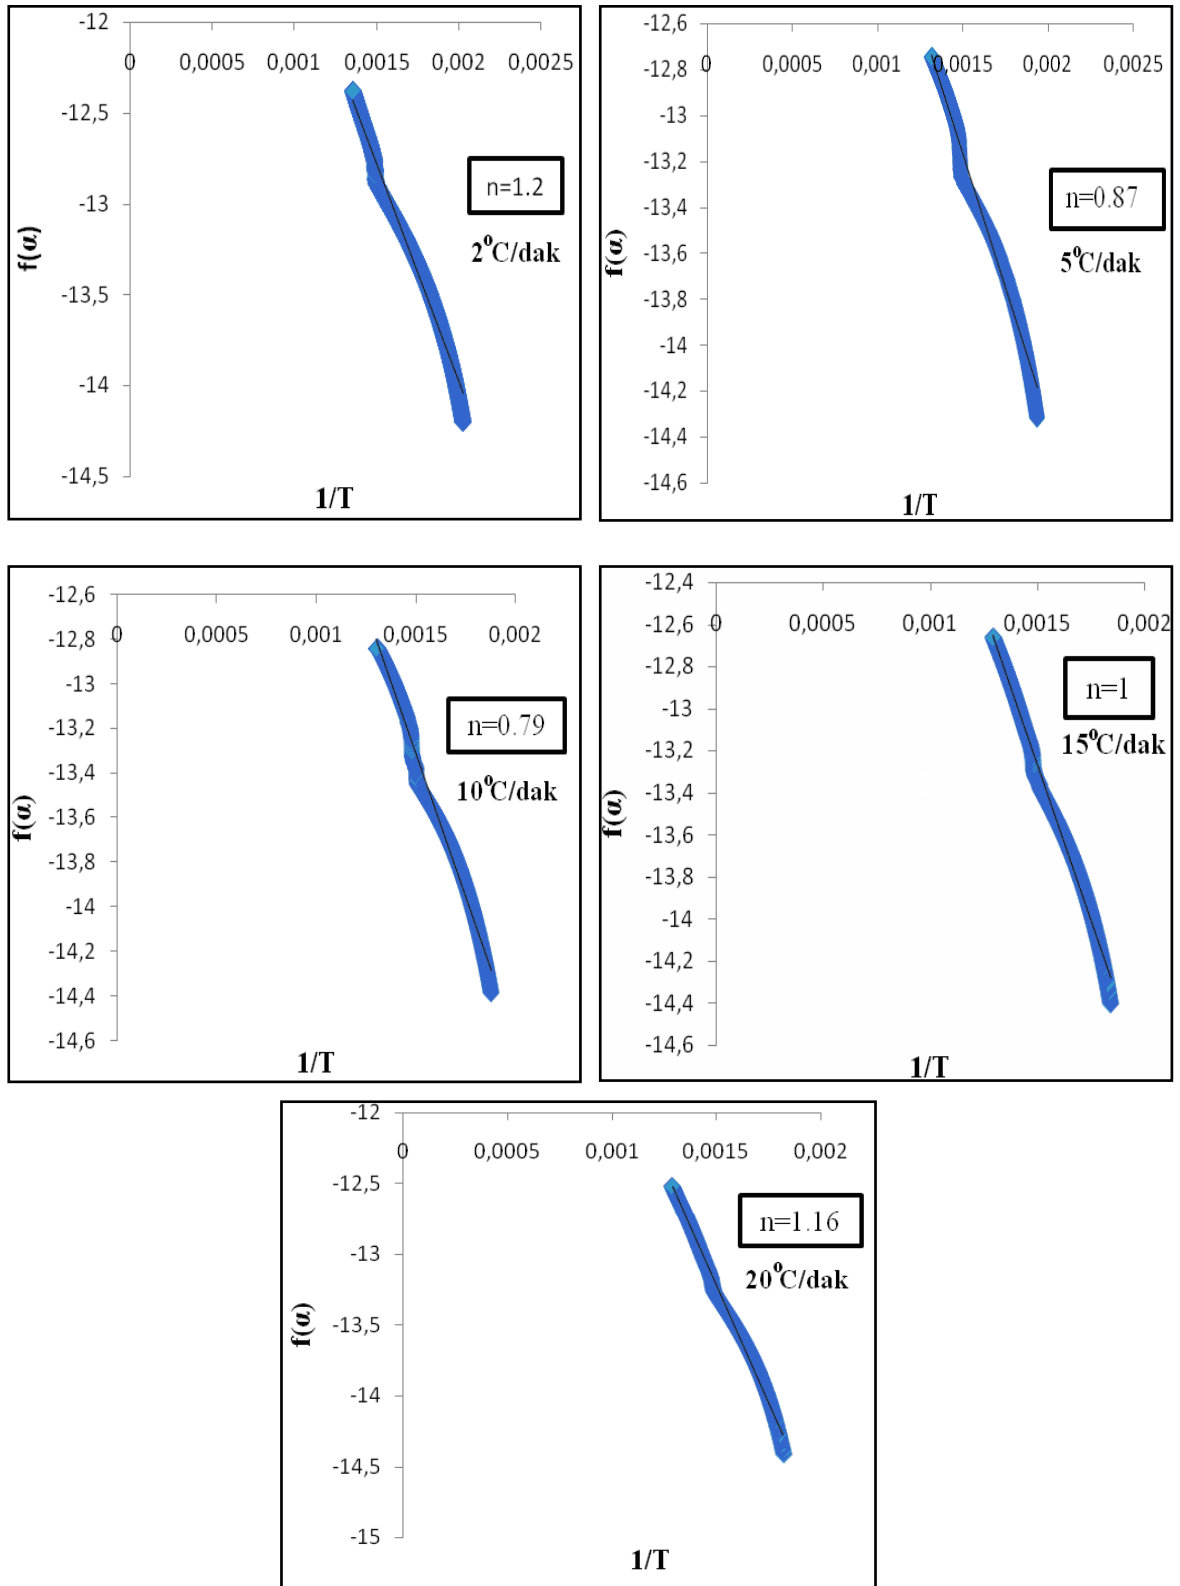 -12
0 0,0005 0,001 0,0015 0,002 0,0025
-12,5
-13
-13,5
-14
-14,5
f(α)
n=1.2
2⁰C/dak
1/T
-12,6
0 0,0005 0,001 0,0015 0,002 0,0025
-12,8
-13
-13,2
-13,4
-13,6
-13,8
-14
-14,2
-14,4
-14,6
f(α)
n=0.87
5⁰C/dak
1/T
-12,6
0 0,0005 0,001 0,0015 0,002
-12,8
-13
-13,2
-13,4
-13,6
-13,8
-14
-14,2
-14,4
-14,6
f(α)
n=0.79
10⁰C/dak
1/T
-12,4
0 0,0005 0,001 0,0015 0,002
-12,6
-12,8
-13
-13,2
-13,4
-13,6
-13,8
-14
-14,2
-14,4
-14,6
f(α)
n=1
15⁰C/dak
1/T
-12
0 0,0005 0,001 0,0015 0,002
-12,5
-13
-13,5
-14
-14,5
-15
f(α)
n=1.16
20⁰C/dak
1/T